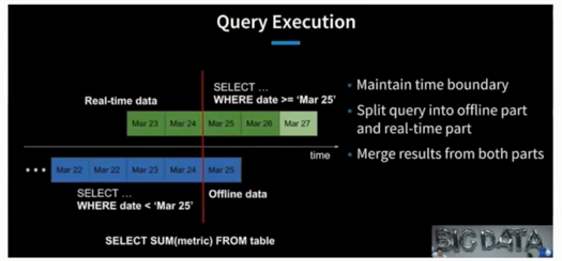 Query Execution
SELECT ...
WHERE date >= 'Mar 25'
Real-time data
Mar 23 Mar 24 Mar 25 Mar 26 Mar 27
time
... Mar 22 Mar 22 Mar 23 Mar 24 Mar 25
SELECT ...
WHERE date < 'Mar 25'
Offline data
SELECT SUM(metric) FROM table
• Maintain time boundary
• Split query into offline part
and real-time part
• Merge results from both parts
BIG DATA